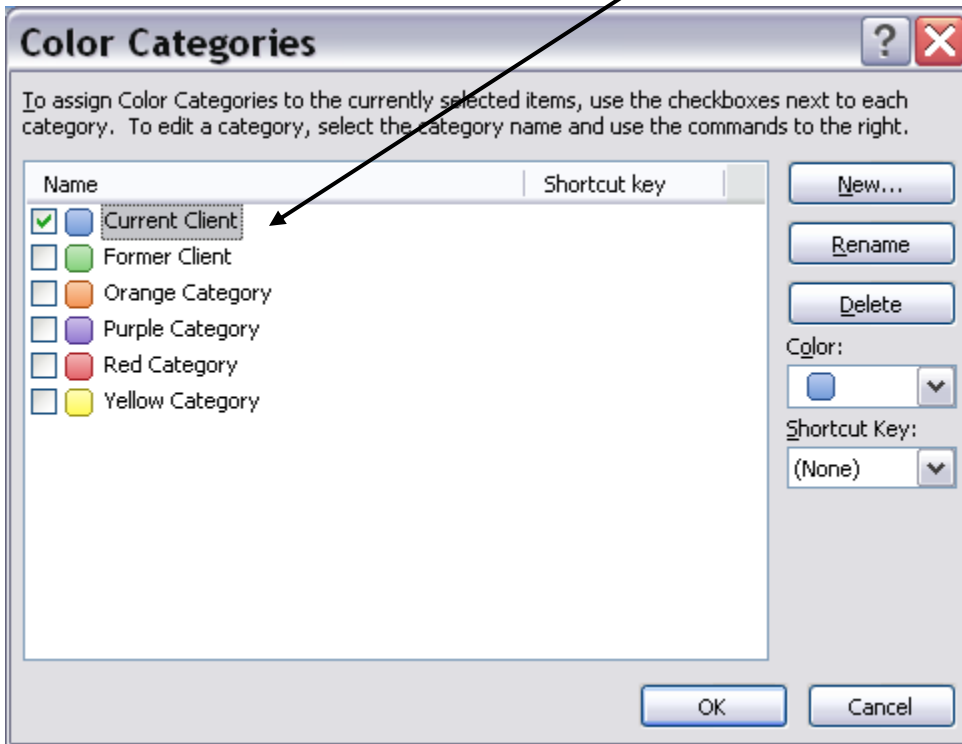 Color Categories
To assign Color Categories to the currently selected items, use the checkboxes next to each
category. To edit a category, select the category name and use the commands to the right.
Name Shortcut key
Current Client
Former Client
Orange Category
Purple Category
Red Category
Yellow Category
New...
Rename
Delete
Color:
Shortcut Key:
(None)
OK Cancel